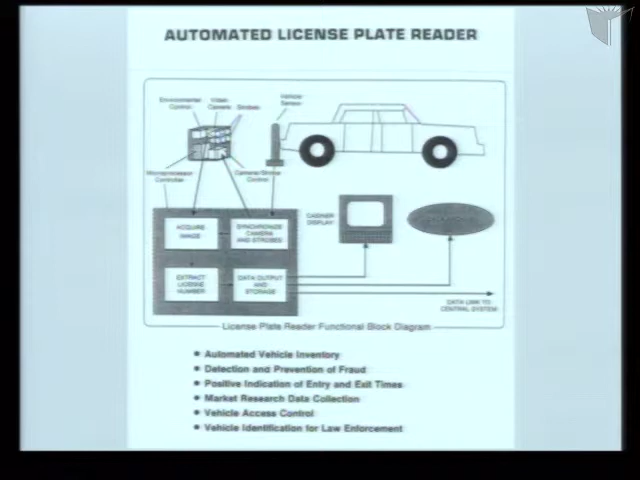 AUTOMATED LICENSE PLATE READER
Environmental
Control
Video
Camera
Strobes
Vehicle
Sensor
Microprocessor
Controller
Camera/Strobe
Control
ACQUIRE
IMAGE
SYNCHRONIZE
CAMERA
AND STROBES
CASHIER
DISPLAY
EXTRACT
LICENSE
NUMBER
DATA OUTPUT
AND
STORAGE
DATA LINK TO
CENTRAL SYSTEM
License Plate Reader Functional Block Diagram
• Automated Vehicle Inventory
• Detection and Prevention of Fraud
• Positive Indication of Entry and Exit Times
• Market Research Data Collection
• Vehicle Access Control
• Vehicle Identification for Law Enforcement